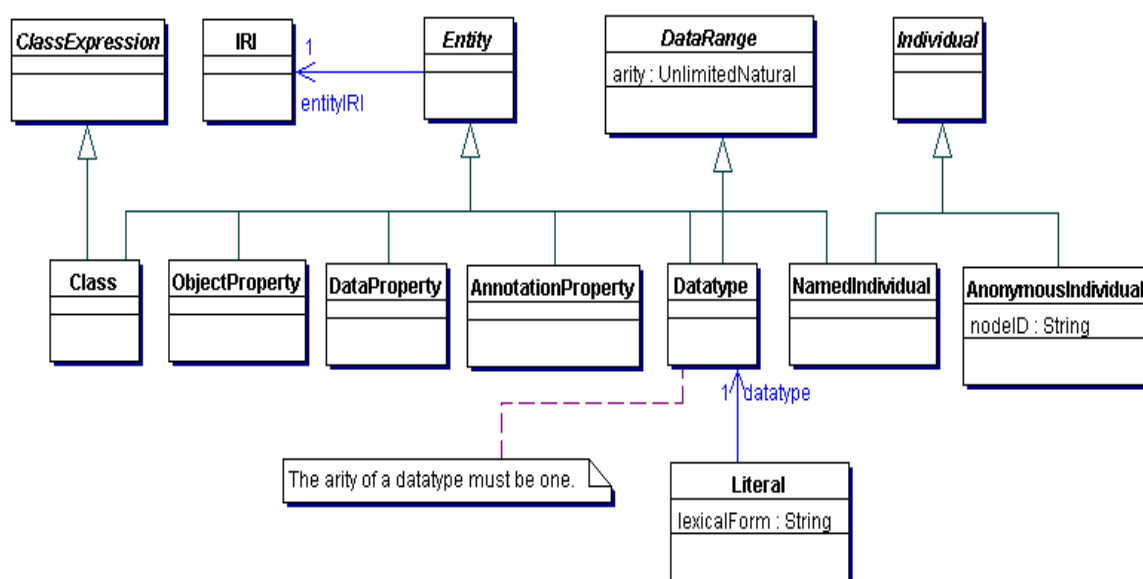 ClassExpression
IRI
1
entityIRI
Entity
DataRange
arity : UnlimitedNatural
Individual
Class
ObjectProperty
DataProperty
AnnotationProperty
Datatype
NamedIndividual
AnonymousIndividual
nodeID : String
1 datatype
The arity of a datatype must be one.
Literal
lexicalForm : String